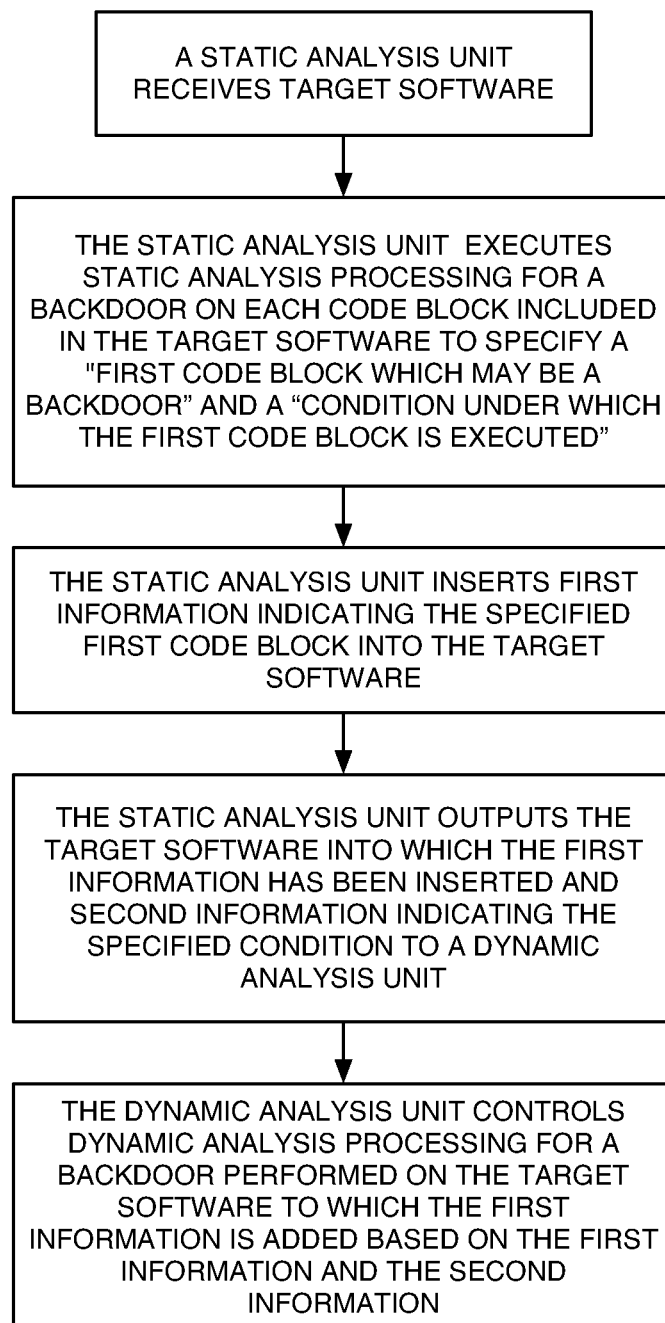 A STATIC ANALYSIS UNIT
RECEIVES TARGET SOFTWARE
THE STATIC ANALYSIS UNIT EXECUTES
STATIC ANALYSIS PROCESSING FOR A
BACKDOOR ON EACH CODE BLOCK INCLUDED
IN THE TARGET SOFTWARE TO SPECIFY A
"FIRST CODE BLOCK WHICH MAY BE A
BACKDOOR” AND A “CONDITION UNDER WHICH
THE FIRST CODE BLOCK IS EXECUTED”
THE STATIC ANALYSIS UNIT INSERTS FIRST
INFORMATION INDICATING THE SPECIFIED
FIRST CODE BLOCK INTO THE TARGET
SOFTWARE
THE STATIC ANALYSIS UNIT OUTPUTS THE
TARGET SOFTWARE INTO WHICH THE FIRST
INFORMATION HAS BEEN INSERTED AND
SECOND INFORMATION INDICATING THE
SPECIFIED CONDITION TO A DYNAMIC
ANALYSIS UNIT
THE DYNAMIC ANALYSIS UNIT CONTROLS
DYNAMIC ANALYSIS PROCESSING FOR A
BACKDOOR PERFORMED ON THE TARGET
SOFTWARE TO WHICH THE FIRST
INFORMATION IS ADDED BASED ON THE FIRST
INFORMATION AND THE SECOND
INFORMATION